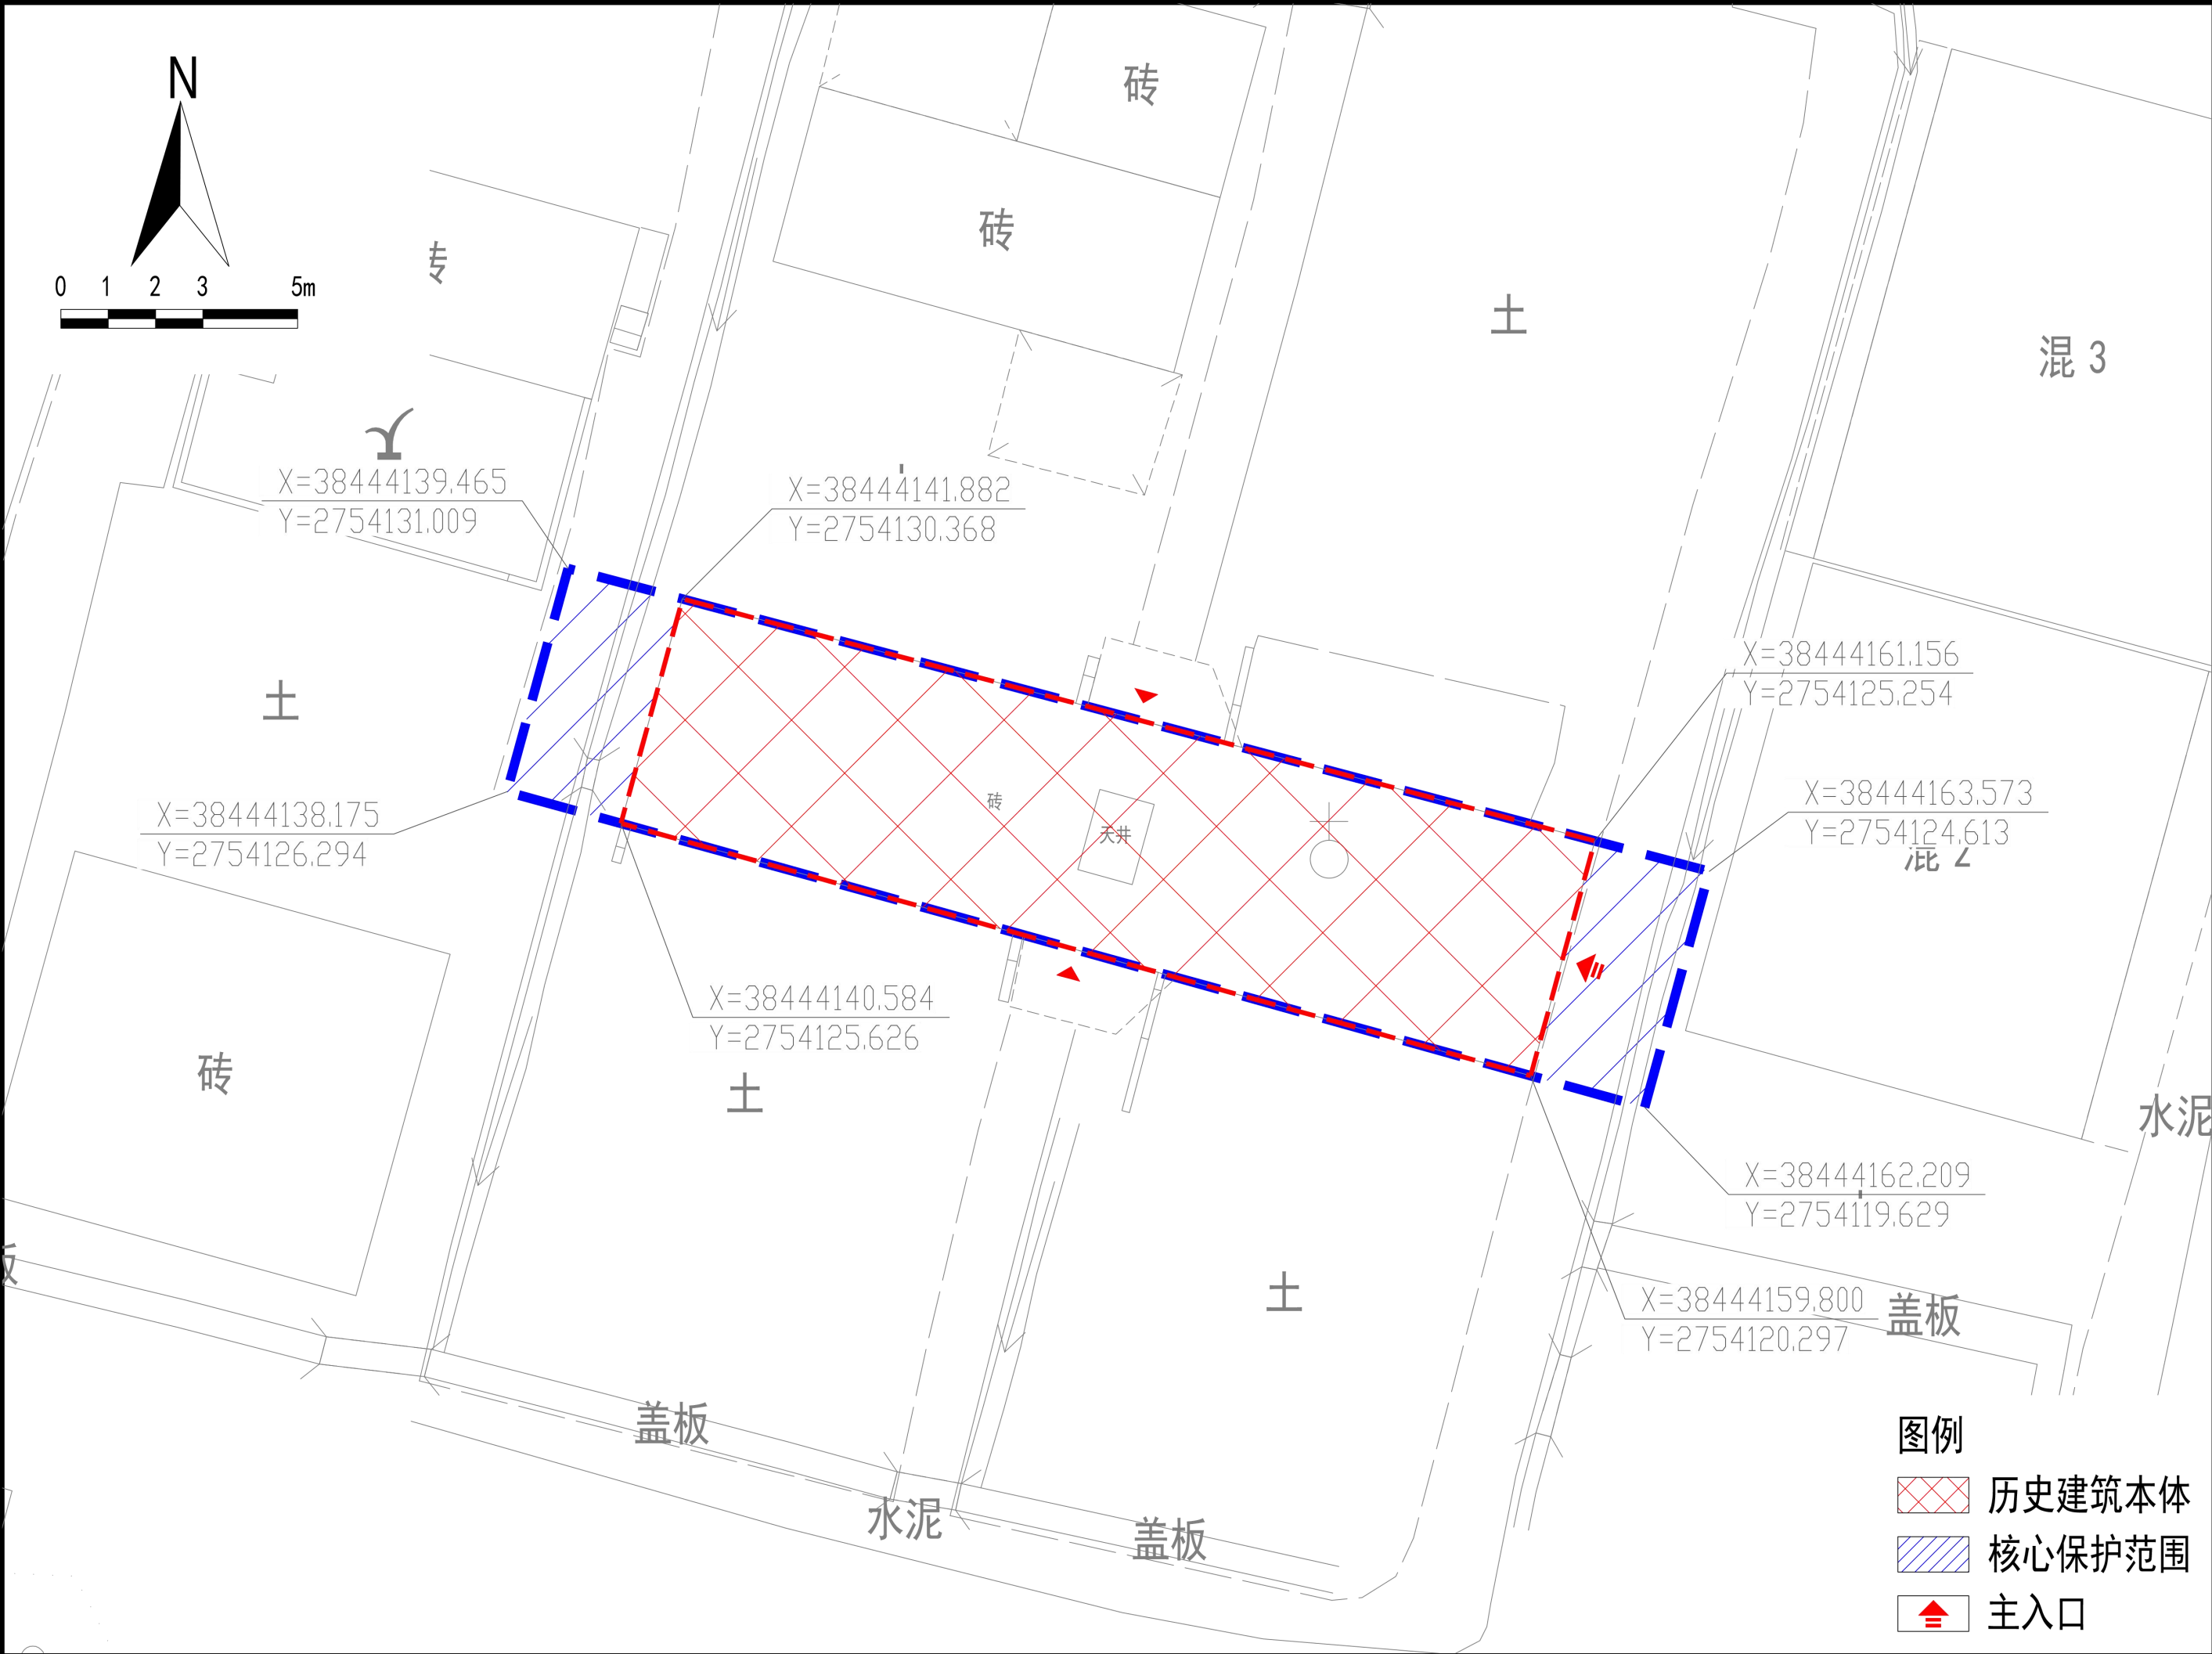 N
0 1 2 3 5m
砖
砖
砖
土
混 3
X=38444139.465
Y=2754131.009
X=38444141.882
Y=2754130.368
X=38444161.156
Y=2754125.254
土
X=38444163.573
Y=2754124.613
混 2
砖
天井
X=38444138.175
Y=2754126.294
X=38444140.584
Y=2754125.626
砖
土
水泥
X=38444162.209
Y=2754119.629
板
土
X=38444159.800
Y=2754120.297
盖板
盖板
水泥
盖板
图例
历史建筑本体
核心保护范围
主入口